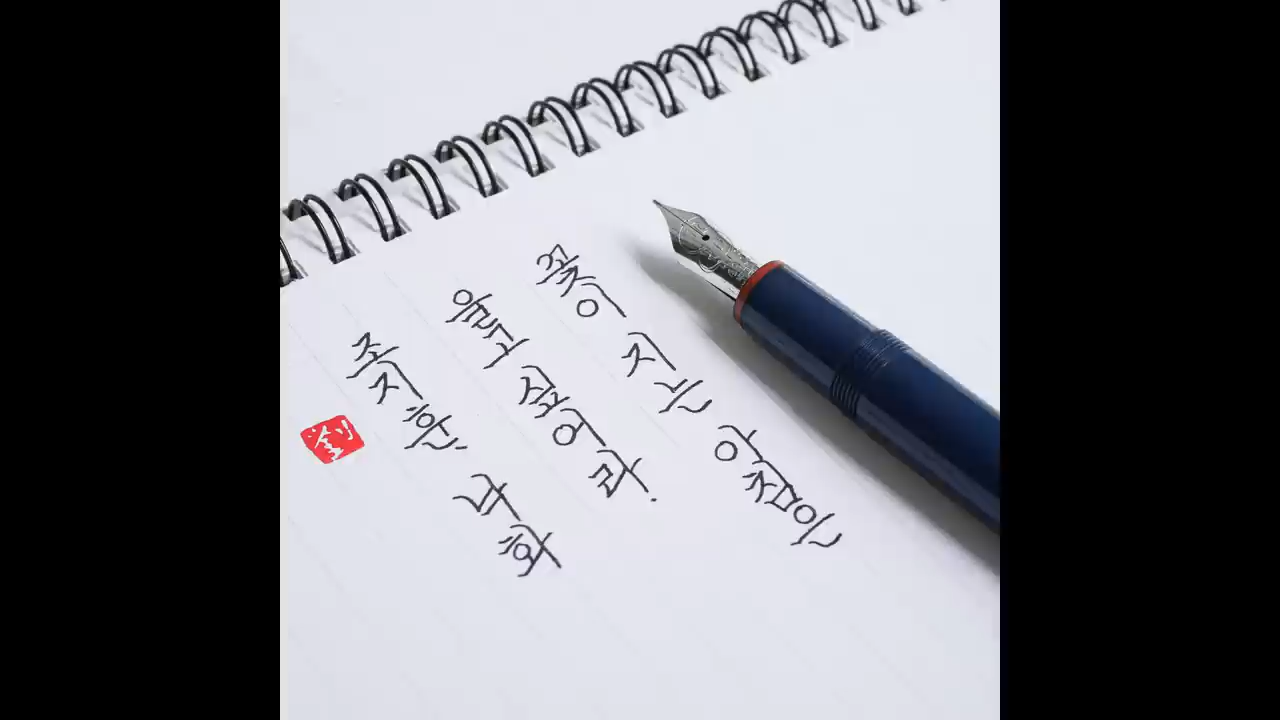 꽃이 지는 아침은
울고 싶어라.
조지훈 낙화